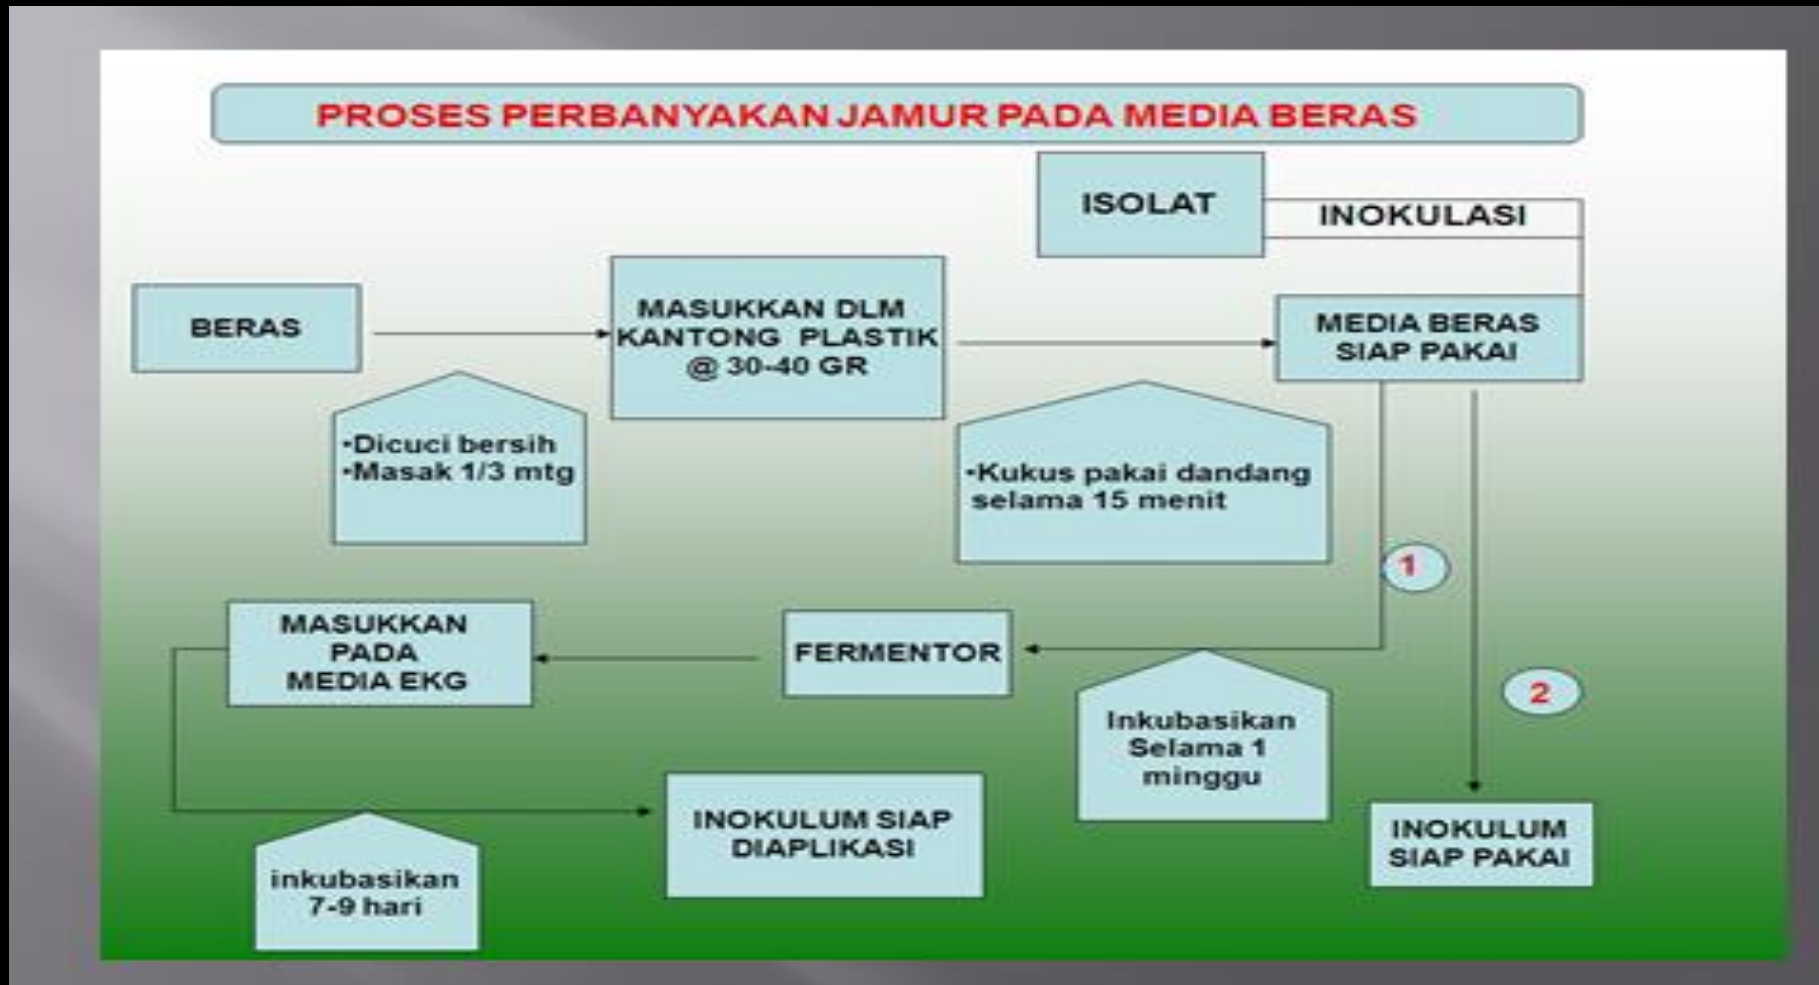 PROSES PERBANYAKAN JAMUR PADA MEDIA BERAS
ISOLAT
INOKULASI
BERAS
MASUKKAN DLM
KANTONG PLASTIK
@ 30-40 GR
MEDIA BERAS
SIAP PAKAI
•Dicuci bersih
•Masak 1/3 mtg
•Kukus pakai dandang
selama 15 menit
1
MASUKKAN
PADA
MEDIA EKG
FERMENTOR
Inkubasikan
Selama 1
minggu
2
inkubasikan
7-9 hari
INOKULUM SIAP
DIAPLIKASI
INOKULUM
SIAP PAKAI